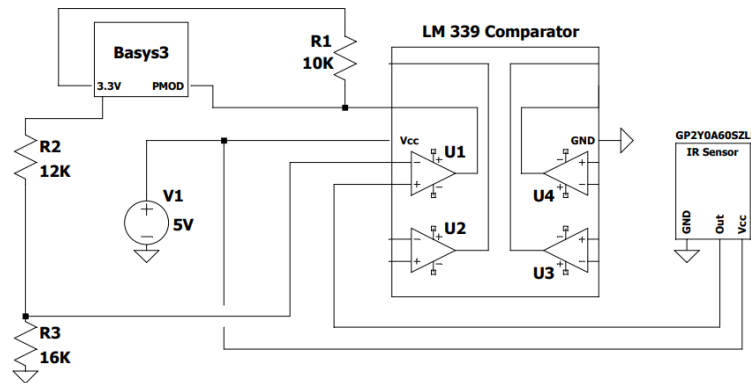 Basys3
3.3V PMOD
R1
10K
LM 339 Comparator
R2
12K
V1
5V
R3
16K
Vcc
GND
U1
U2
U4
U3
GP2Y0A60SZL
IR Sensor
GND
Out
Vcc